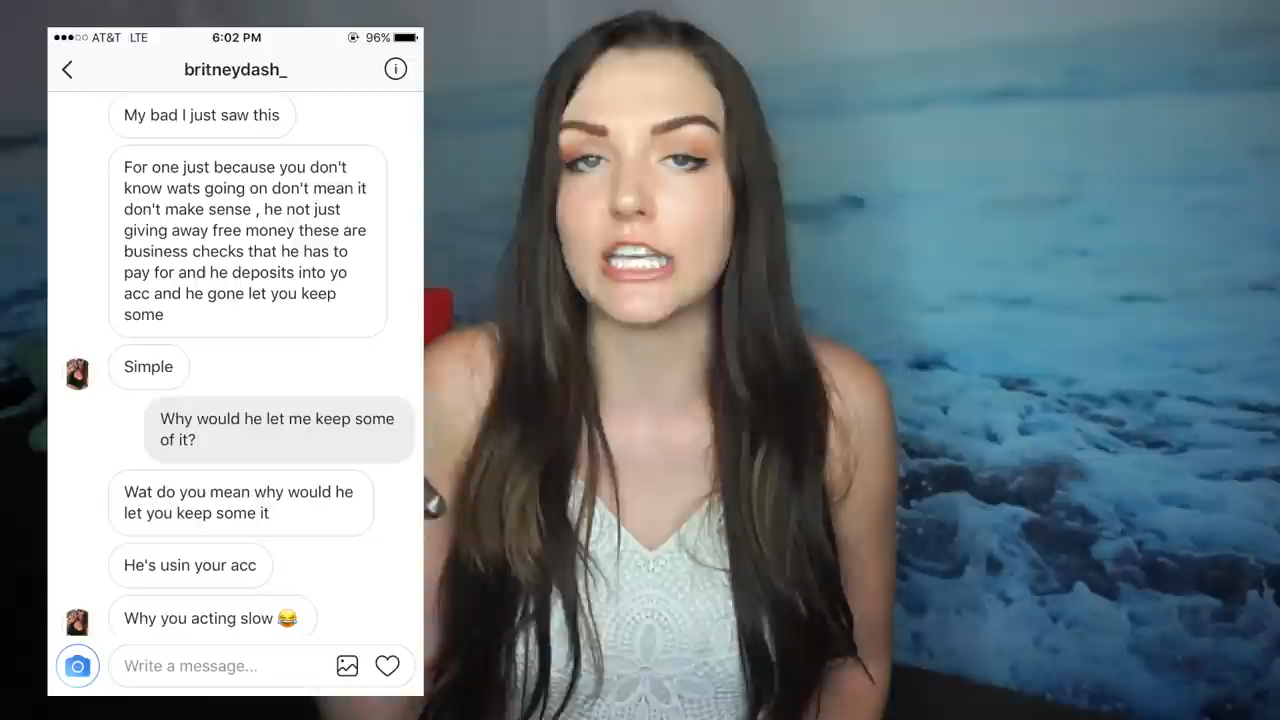 AT&T LTE 6:02 PM 96%
britneydash_
My bad I just saw this
For one just because you don't
know wats going on don't mean it
don't make sense , he not just
giving away free money these are
business checks that he has to
pay for and he deposits into yo
acc and he gone let you keep
some
Simple
Why would he let me keep some
of it?
Wat do you mean why would he
let you keep some it
He's usin your acc
Why you acting slow 😂
Write a message...